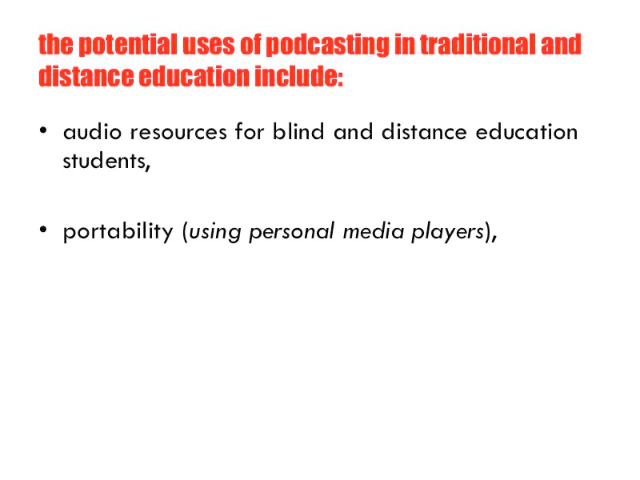 the potential uses of podcasting in traditional and
distance education include:
• audio resources for blind and distance education
students,
• portability (using personal media players),